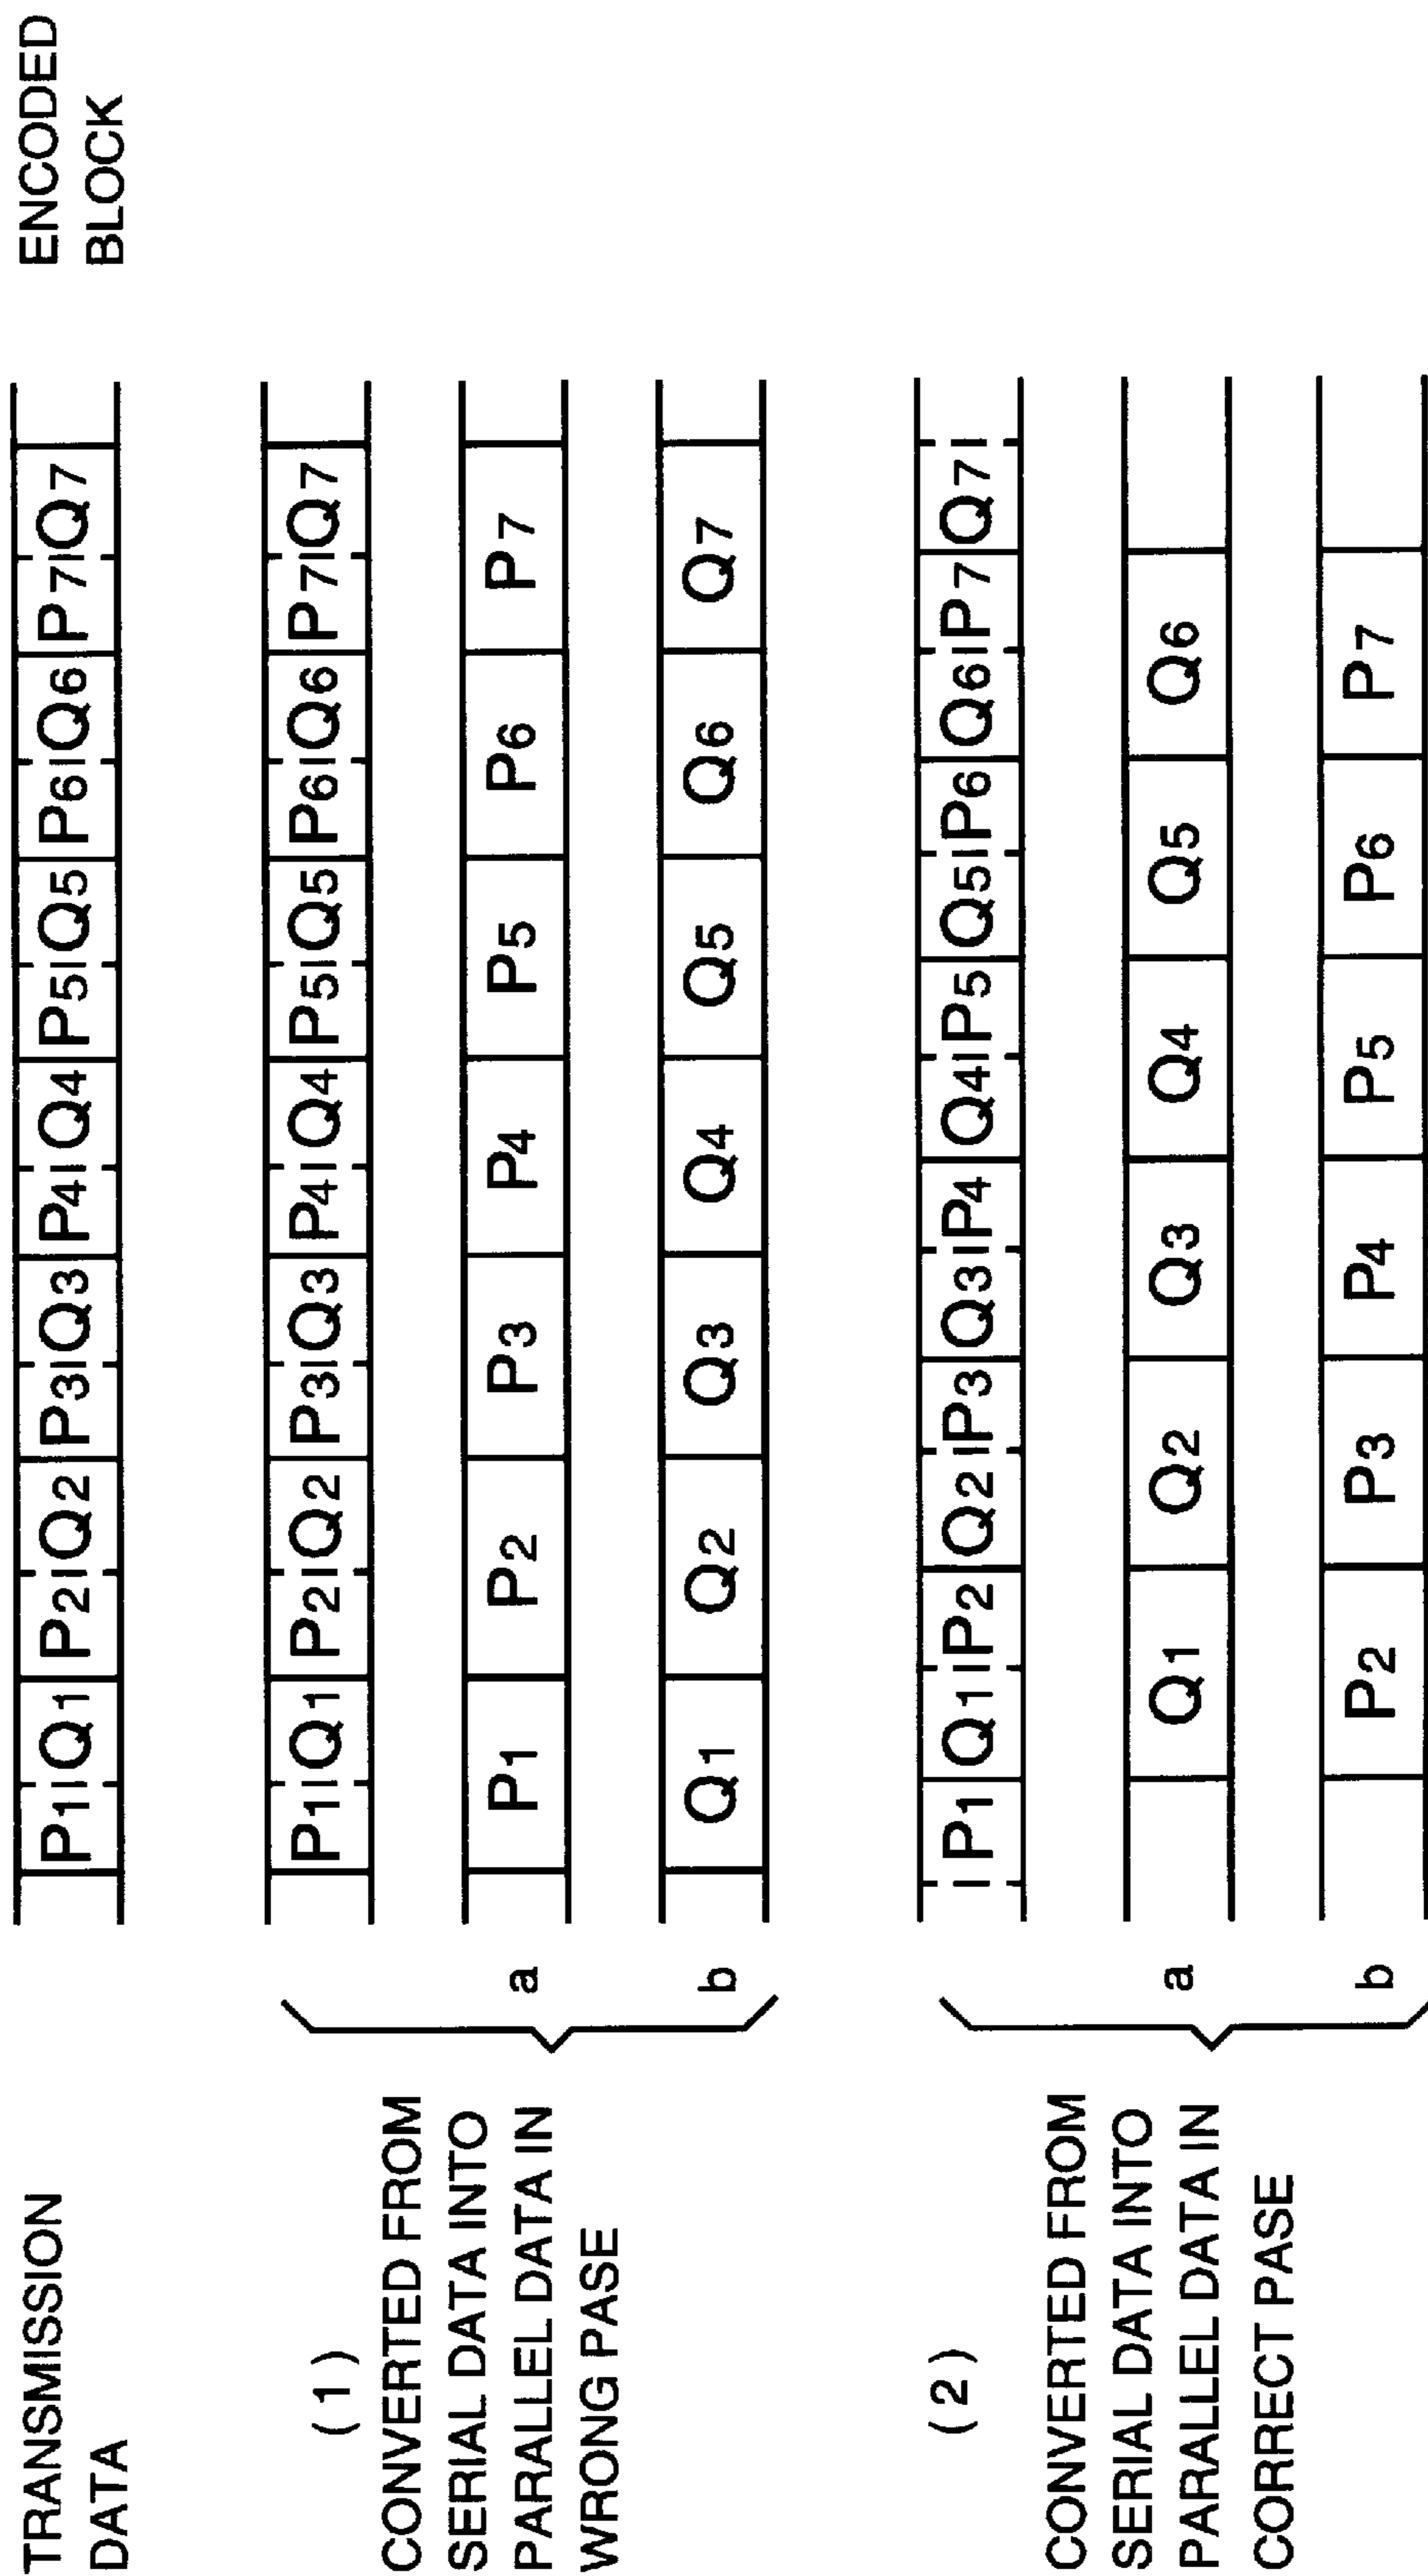 TRANSMISSION
DATA
P1 Q1 P2 Q2 P3 Q3 P4 Q4 P5 Q5 P6 Q6 P7 Q7
ENCODED
BLOCK
(1)
CONVERTED FROM
SERIAL DATA INTO
PARALLEL DATA IN
WRONG PASE
P1 Q1 P2 Q2 P3 Q3 P4 Q4 P5 Q5 P6 Q6 P7 Q7
a P1 P2 P3 P4 P5 P6 P7
b Q1 Q2 Q3 Q4 Q5 Q6 Q7
(2)
CONVERTED FROM
SERIAL DATA INTO
PARALLEL DATA IN
CORRECT PASE
P1 Q1 P2 Q2 P3 Q3 P4 Q4 P5 Q5 P6 Q6 P7 Q7
a Q1 Q2 Q3 Q4 Q5 Q6
b P2 P3 P4 P5 P6 P7